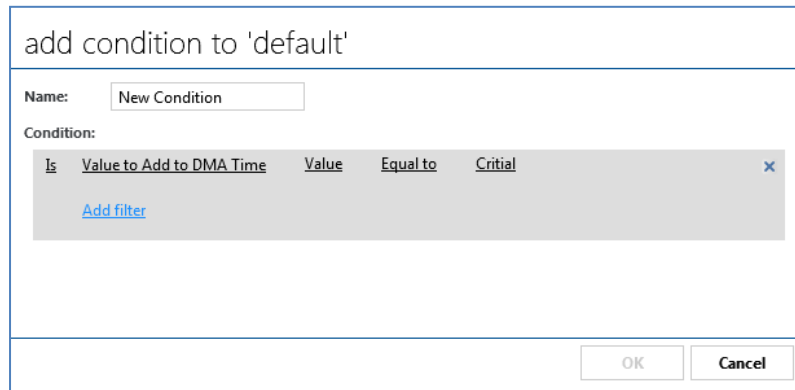 add condition to 'default'
Name: New Condition
Condition:
Is Value to Add to DMA Time Value Equal to Critial
Add filter
OK Cancel